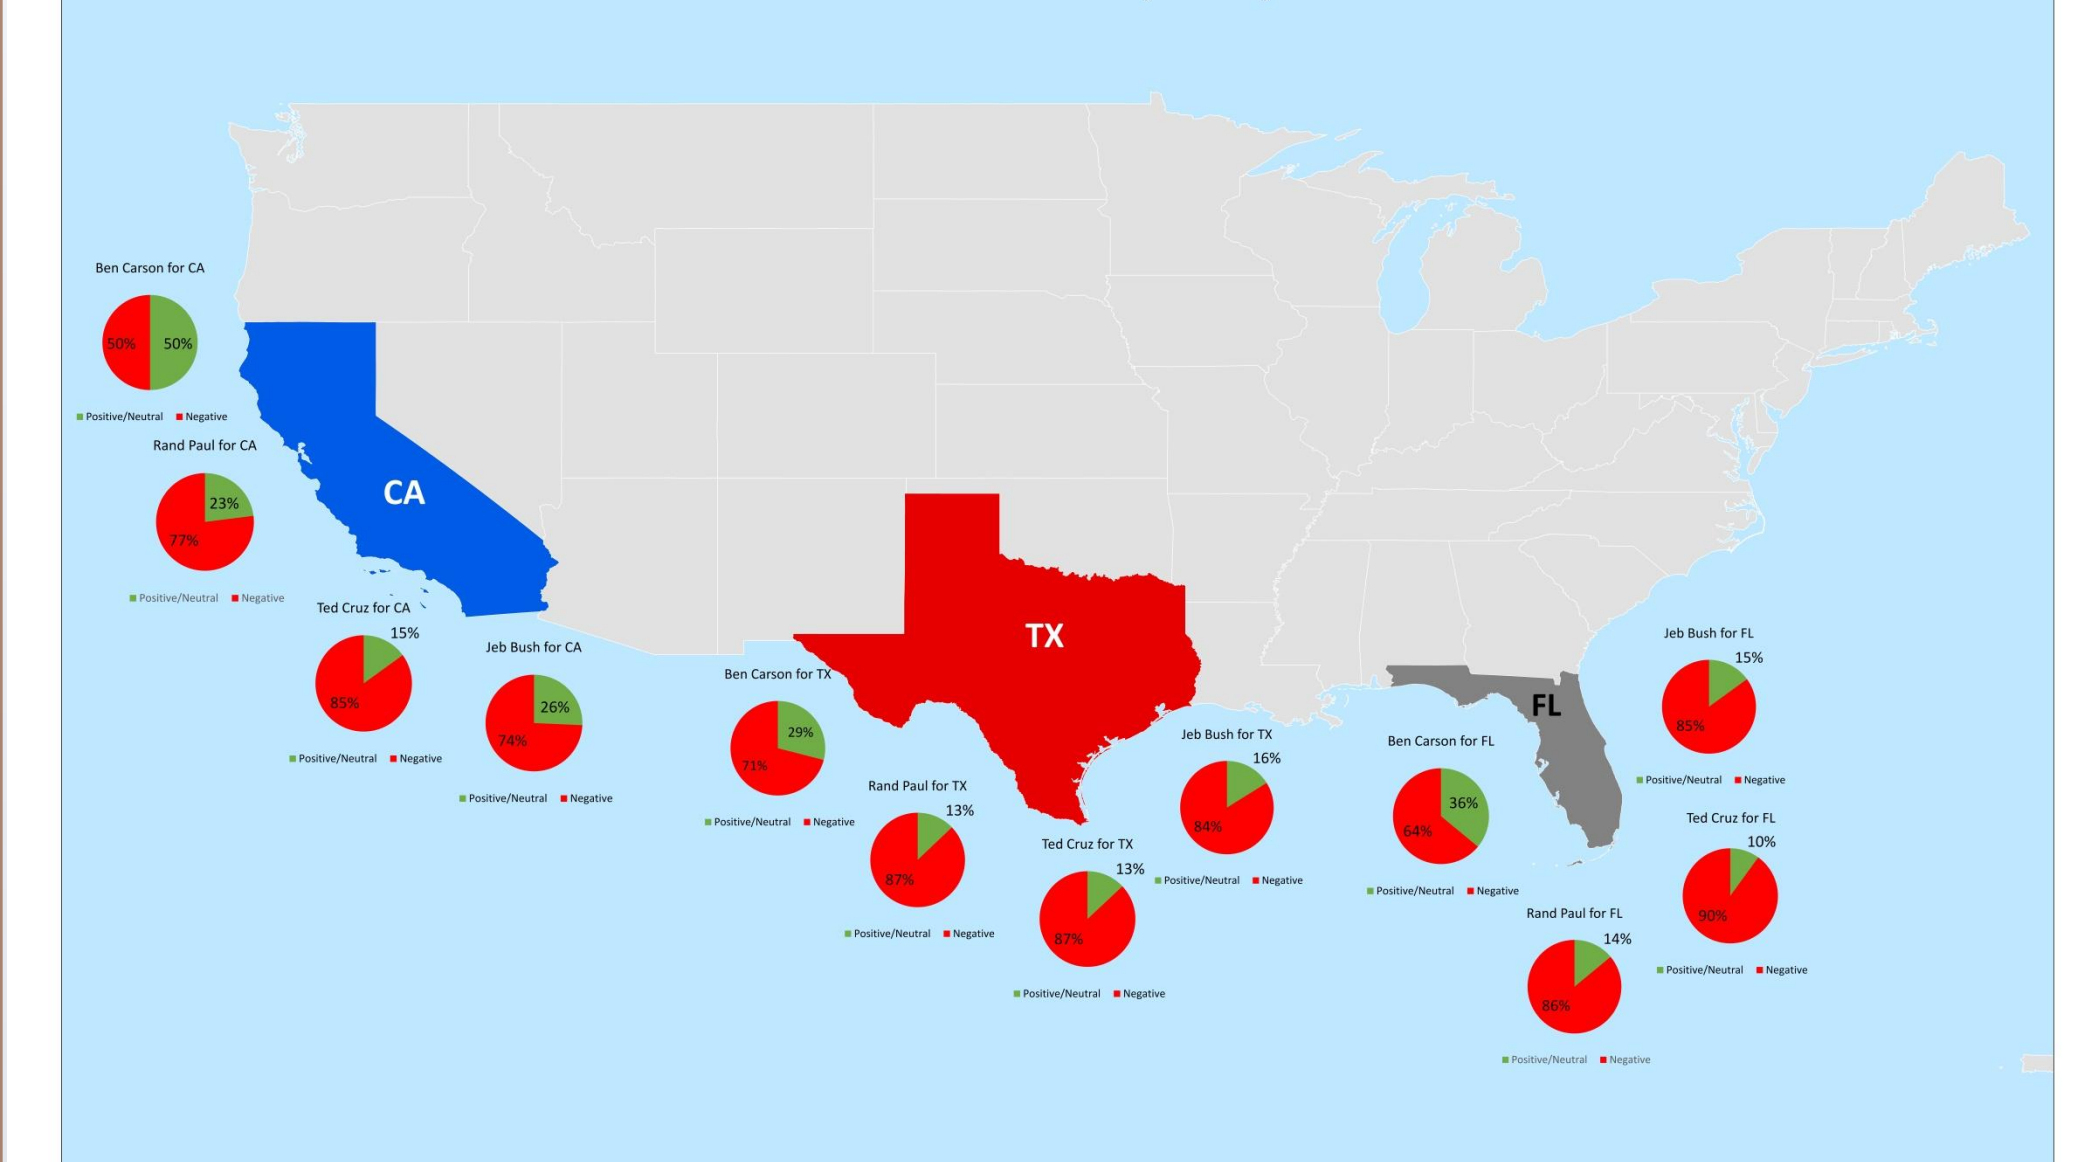 Ben Carson for CA
50% 50%
Positive/Neutral Negative
Rand Paul for CA
23%
77%
Positive/Neutral Negative
CA
Ted Cruz for CA
15%
85%
Positive/Neutral Negative
Jeb Bush for CA
26%
74%
Positive/Neutral Negative
TX
Ben Carson for TX
29%
71%
Positive/Neutral Negative
Rand Paul for TX
13%
87%
Positive/Neutral Negative
Ted Cruz for TX
13%
87%
Positive/Neutral Negative
Jeb Bush for TX
16%
84%
Positive/Neutral Negative
FL
Ben Carson for FL
36%
64%
Positive/Neutral Negative
Jeb Bush for FL
15%
85%
Positive/Neutral Negative
Ted Cruz for FL
10%
90%
Positive/Neutral Negative
Rand Paul for FL
14%
86%
Positive/Neutral Negative